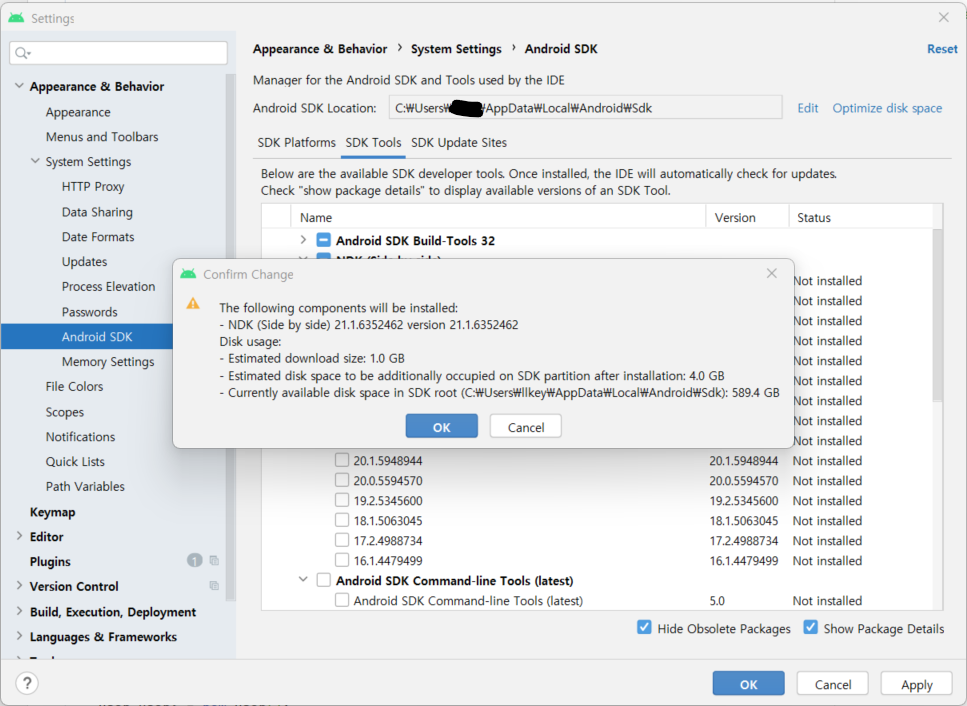 Settings
Appearance & Behavior
Appearance
Menus and Toolbars
System Settings
HTTP Proxy
Data Sharing
Date Formats
Updates
Process Elevation
Passwords
Android SDK
Memory Settings
File Colors
Scopes
Notifications
Quick Lists
Path Variables
Keymap
Editor
Plugins 1
Version Control
Build, Execution, Deployment
Languages & Frameworks
?
Appearance & Behavior › System Settings › Android SDK
Reset
Manager for the Android SDK and Tools used by the IDE
Android SDK Location: C:₩Users₩ ₩AppData₩Local₩Android₩Sdk Edit Optimize disk space
SDK Platforms SDK Tools SDK Update Sites
Below are the available SDK developer tools. Once installed, the IDE will automatically check for updates.
Check "show package details" to display available versions of an SDK Tool.
Name Version Status
Android SDK Build-Tools 32
NDK (Side by side)
Not installed
Not installed
Not installed
Not installed
Not installed
Not installed
Not installed
Not installed
Not installed
Confirm Change
The following components will be installed:
- NDK (Side by side) 21.1.6352462 version 21.1.6352462
Disk usage:
- Estimated download size: 1.0 GB
- Estimated disk space to be additionally occupied on SDK partition after installation: 4.0 GB
- Currently available disk space in SDK root (C:₩Users₩llkey₩AppData₩Local₩Android₩Sdk): 589.4 GB
OK Cancel
20.1.5948944 20.1.5948944 Not installed
20.0.5594570 20.0.5594570 Not installed
19.2.5345600 19.2.5345600 Not installed
18.1.5063045 18.1.5063045 Not installed
17.2.4988734 17.2.4988734 Not installed
16.1.4479499 16.1.4479499 Not installed
Android SDK Command-line Tools (latest)
Android SDK Command-line Tools (latest) 5.0 Not installed
Hide Obsolete Packages Show Package Details
OK Cancel Apply